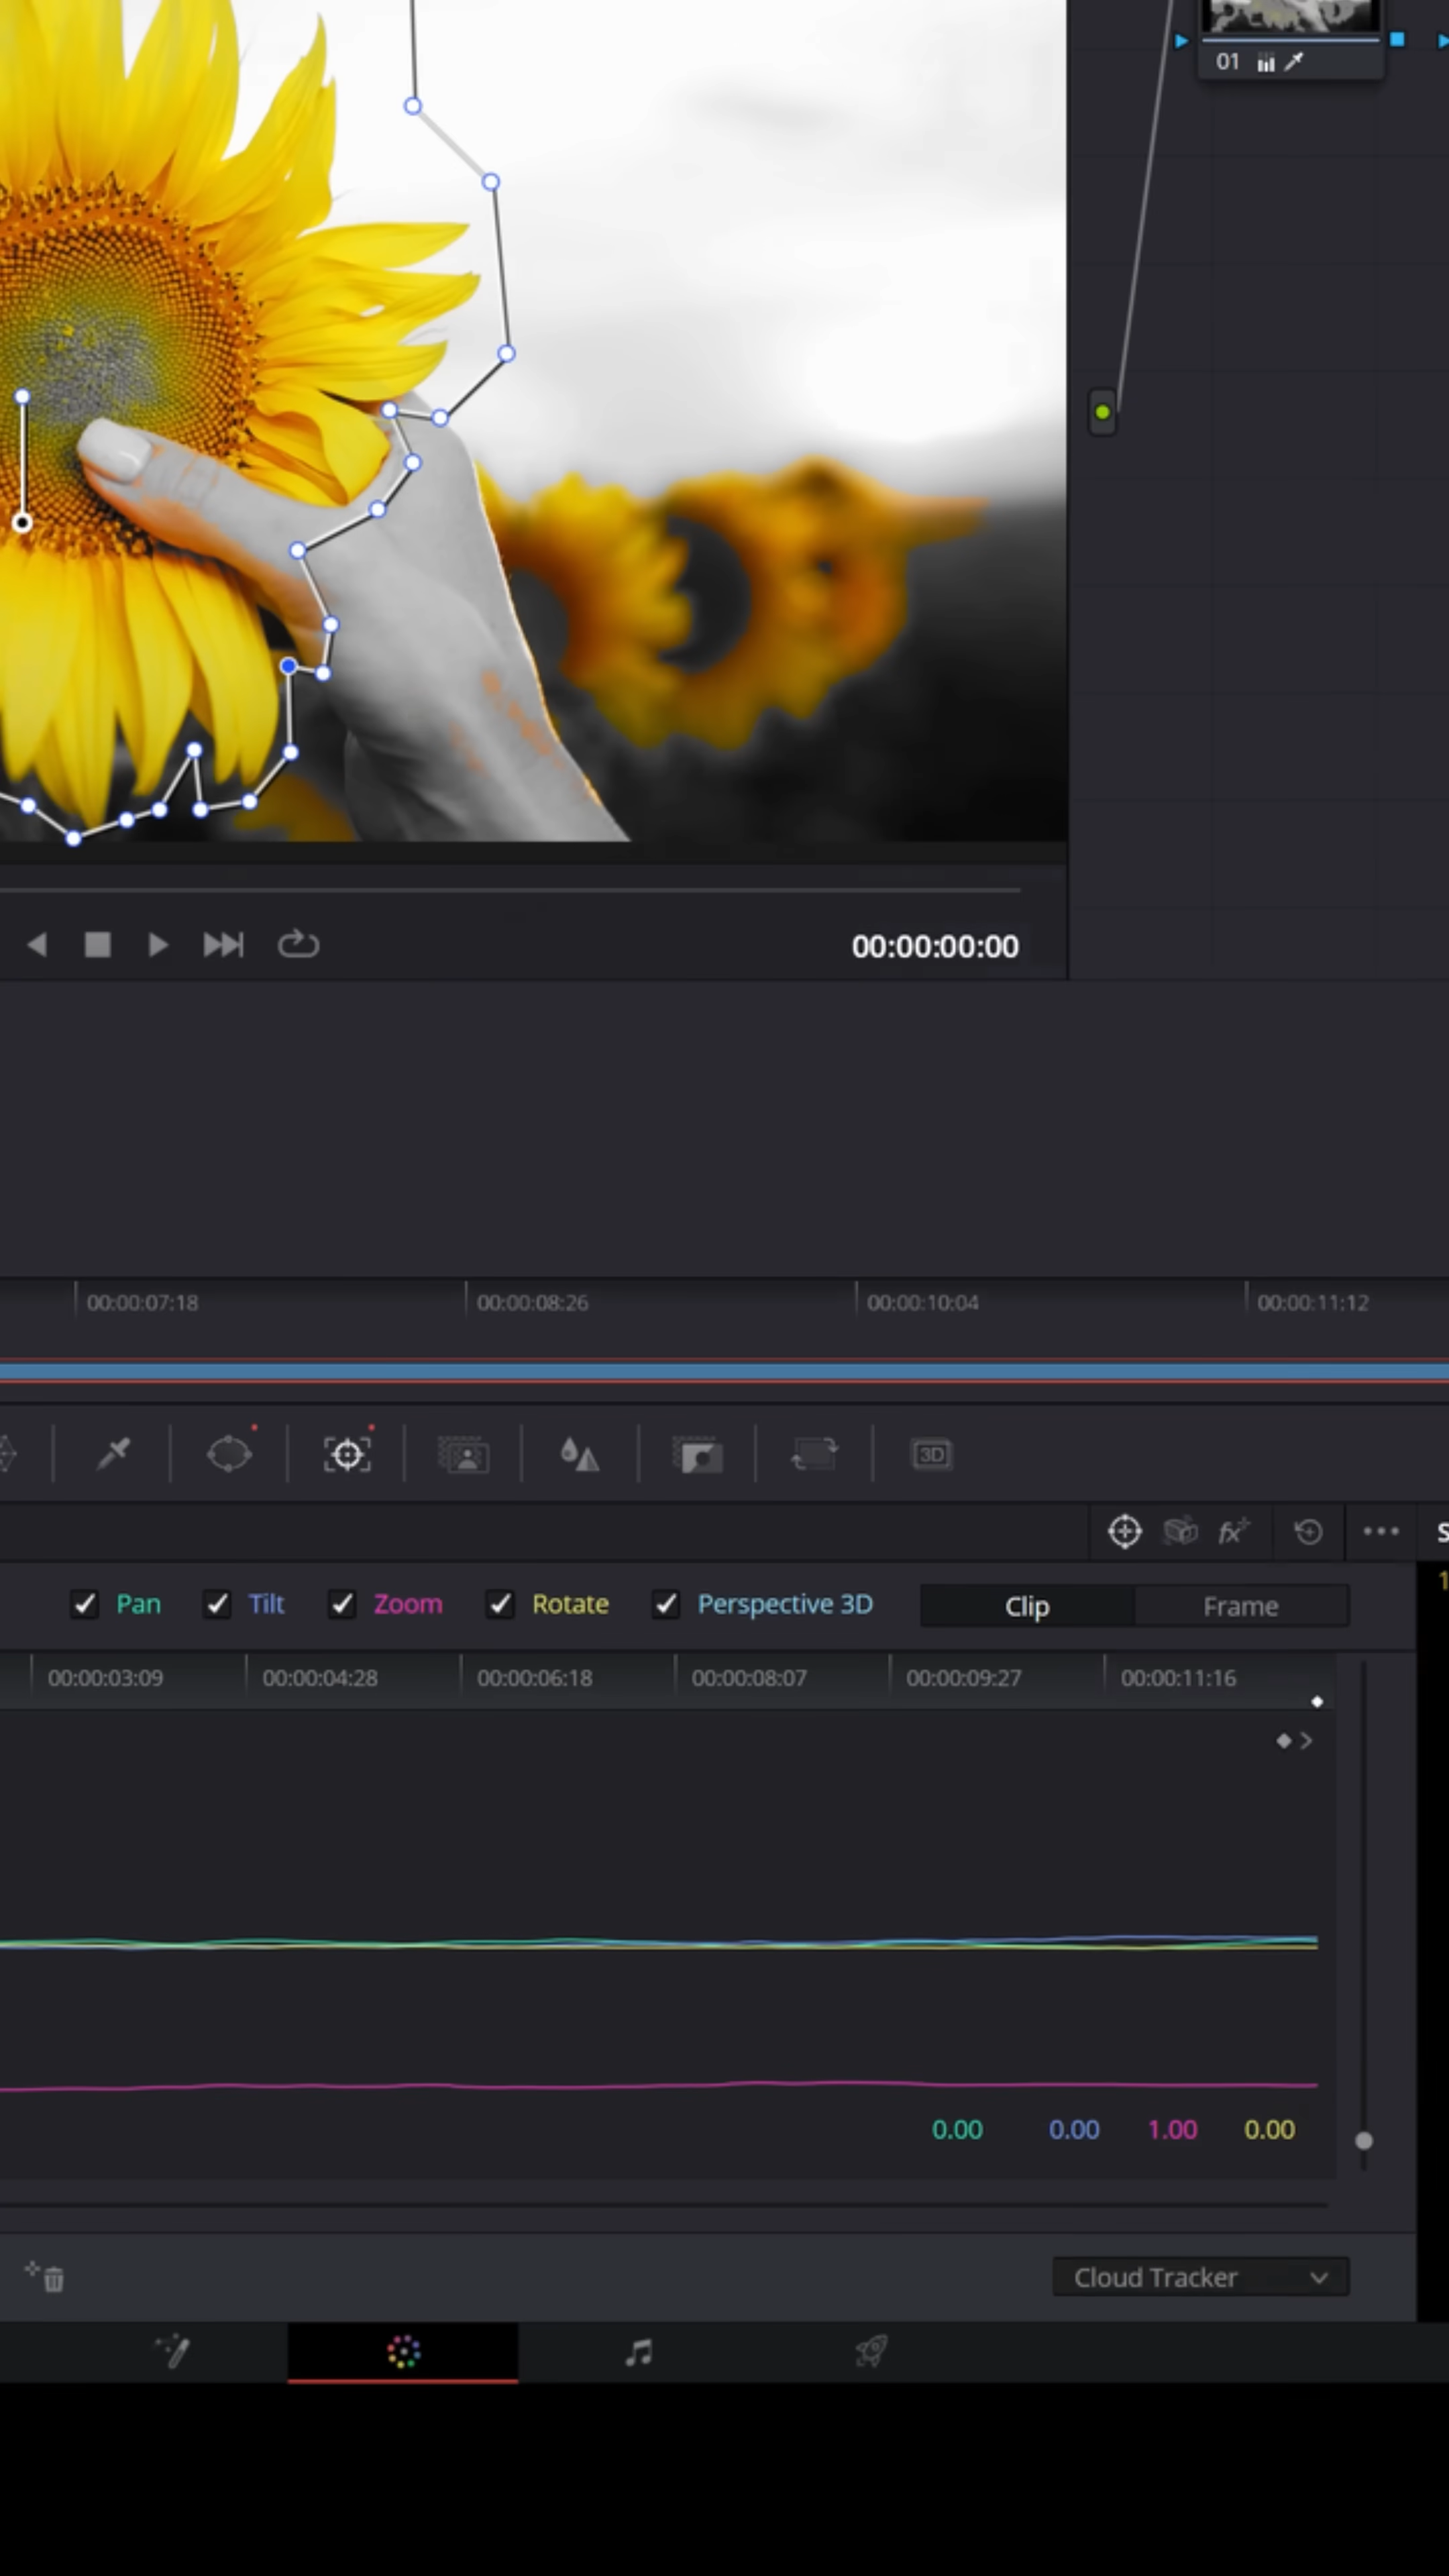 01
00:00:00:00
00:00:07:18 00:00:08:26 00:00:10:04 00:00:11:12
3D
fx
Pan Tilt Zoom Rotate Perspective 3D Clip Frame
00:00:03:09 00:00:04:28 00:00:06:18 00:00:08:07 00:00:09:27 00:00:11:16
0.00 0.00 1.00 0.00
Cloud Tracker